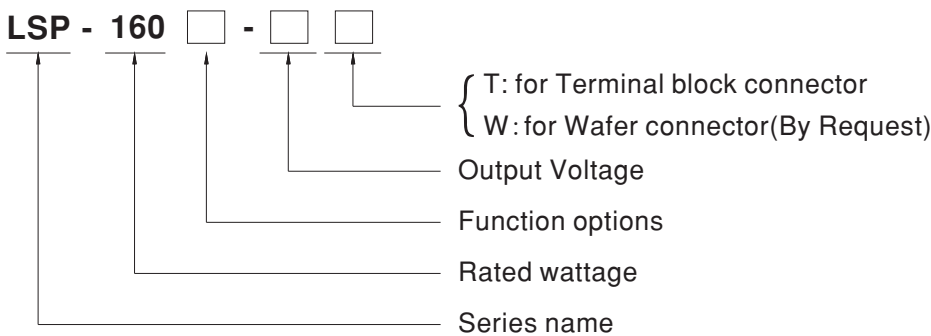 LSP - 160 □ - □ □
T: for Terminal block connector
W: for Wafer connector(By Request)
Output Voltage
Function options
Rated wattage
Series name